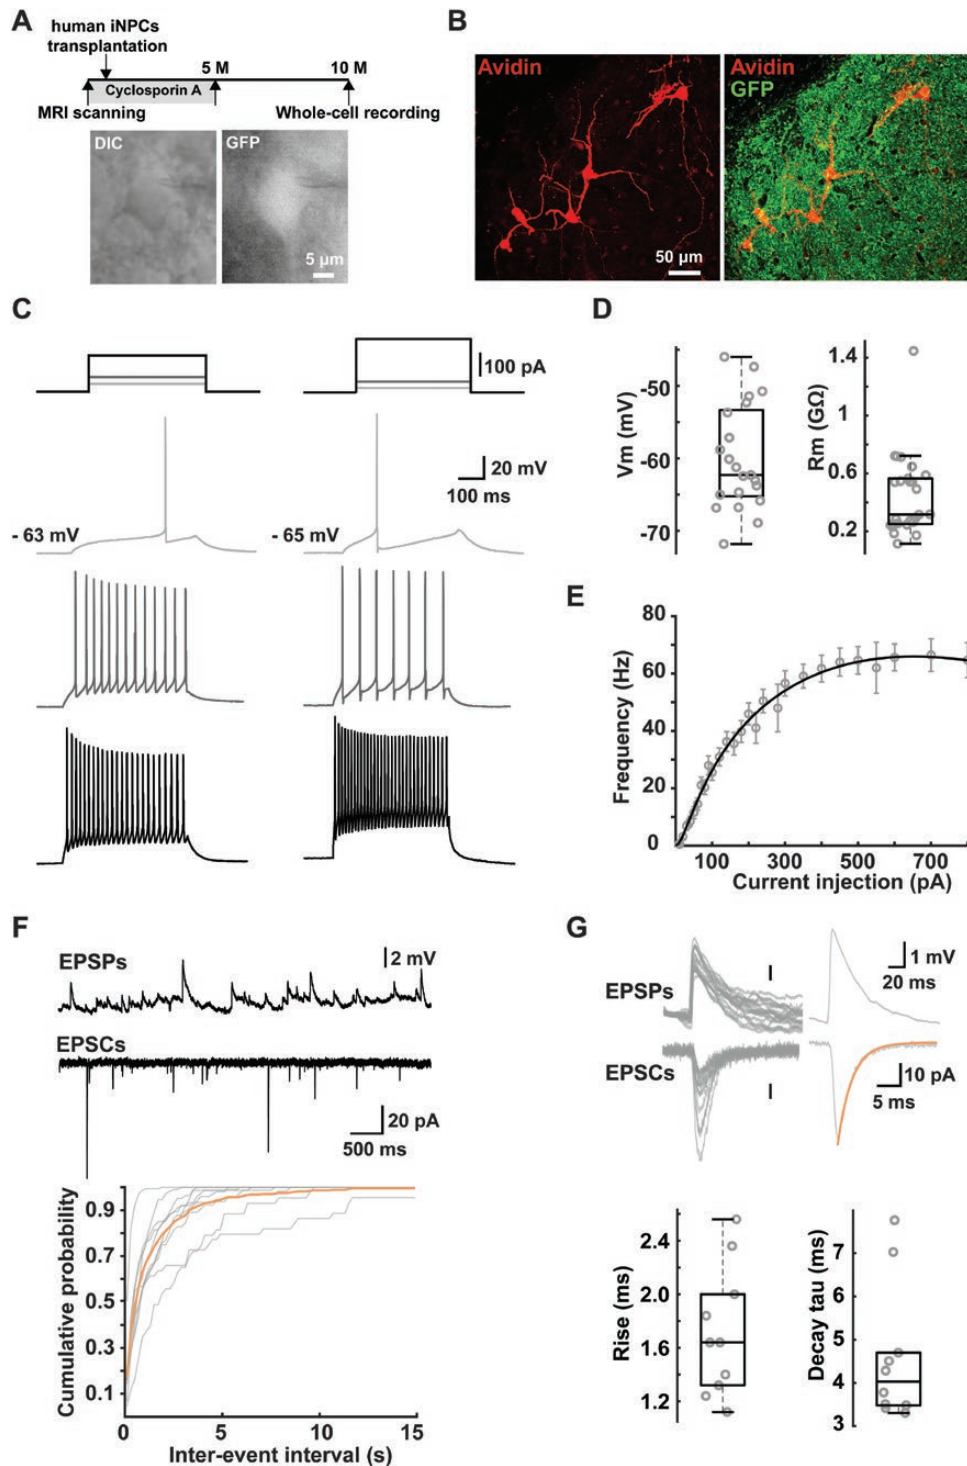 A
human iNPCs
transplantation
5 M
10 M
Cyclosporin A
MRI scanning
Whole-cell recording
DIC
GFP
5 µm
B
Avidin
50 µm
Avidin
GFP
C
100 pA
20 mV
100 ms
- 63 mV
- 65 mV
D
Vm (mV)
-50
-60
-70
Rm (GΩ)
1.4
1
0.6
0.2
E
Frequency (Hz)
80
60
40
20
0
100
300
500
700
Current injection (pA)
F
EPSPs
2 mV
EPSCs
20 pA
500 ms
Cumulative probability
0.9
0.7
0.5
0.3
0.1
0
5
10
15
Inter-event interval (s)
G
EPSPs
1 mV
20 ms
EPSCs
10 pA
5 ms
Rise (ms)
2.4
2.0
1.6
1.2
Decay tau (ms)
7
6
5
4
3